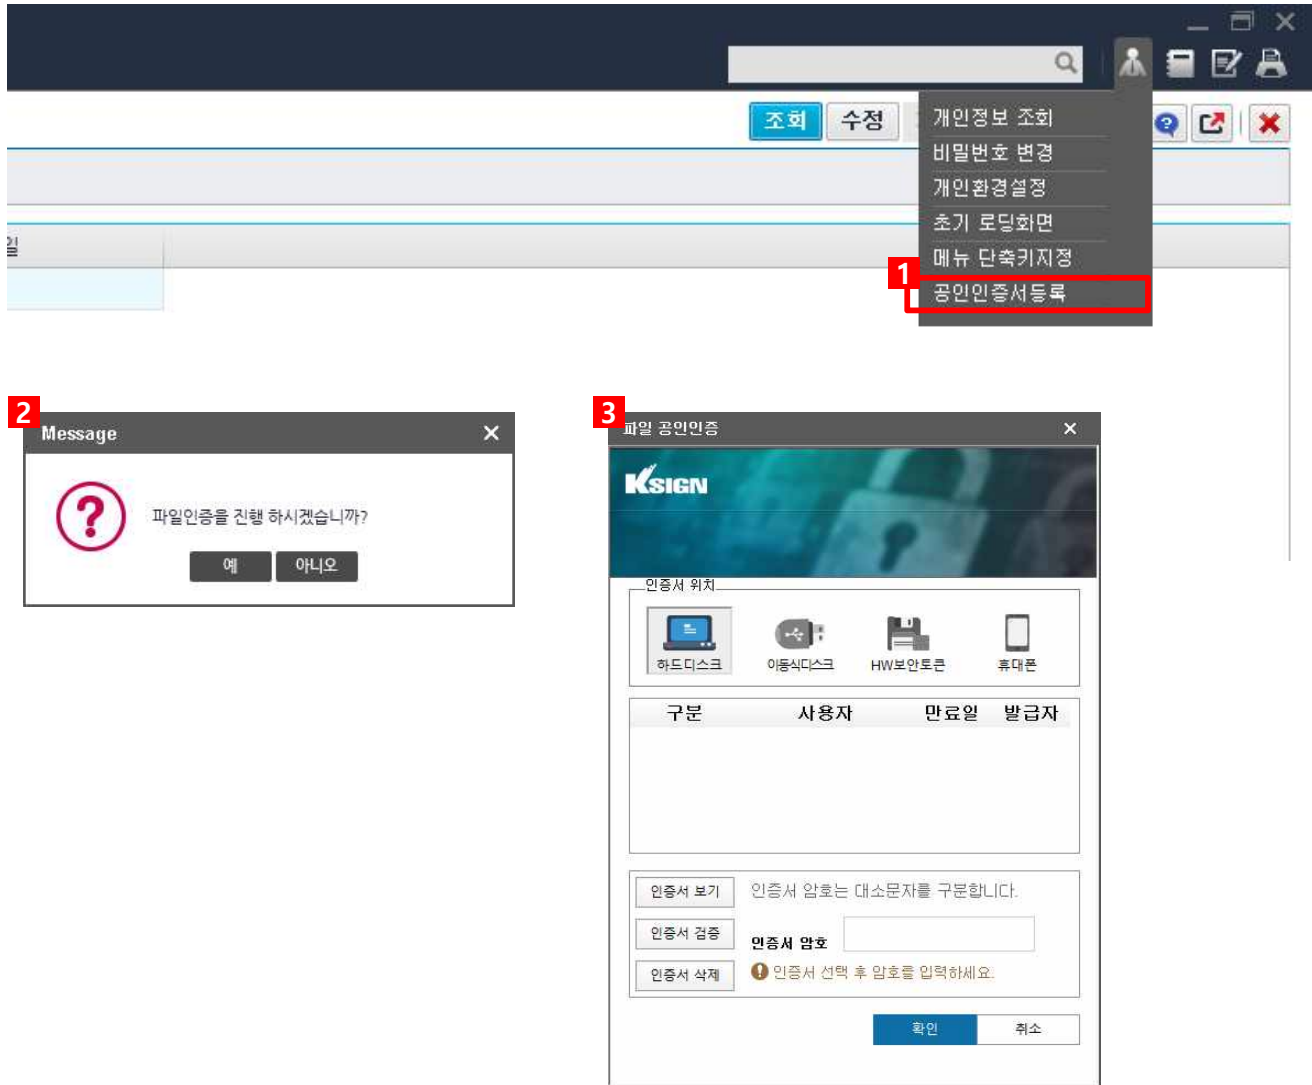 조회 수정
개인정보 조회
비밀번호 변경
개인환경설정
초기 로딩화면
메뉴 단축키지정
1
공인인증서등록
일
2
Message
파일인증을 진행 하시겠습니까?
예 아니오
3
파일 공인인증
KSIGN
인증서 위치
하드디스크 이동식디스크 HW보안토큰 휴대폰
구분 사용자 만료일 발급자
인증서 보기 인증서 암호는 대소문자를 구분합니다.
인증서 검증 인증서 암호
인증서 삭제 인증서 선택 후 암호를 입력하세요.
확인 취소